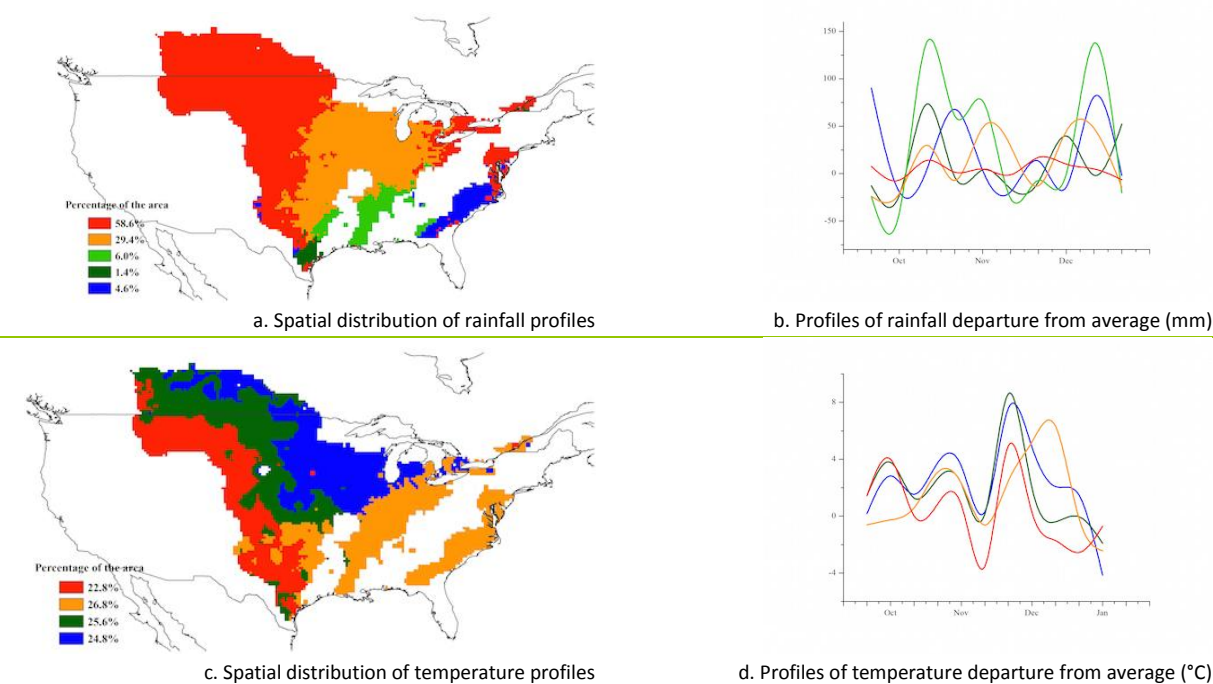 Percentage of the area
58.6%
29.4%
6.0%
1.4%
4.6%
150
100
50
0
-50
Oct
Nov
Dec
a. Spatial distribution of rainfall profiles
b. Profiles of rainfall departure from average (mm)
Percentage of the area
22.8%
26.8%
25.6%
24.8%
8
4
0
-4
Oct
Nov
Dec
Jan
c. Spatial distribution of temperature profiles
d. Profiles of temperature departure from average (°C)